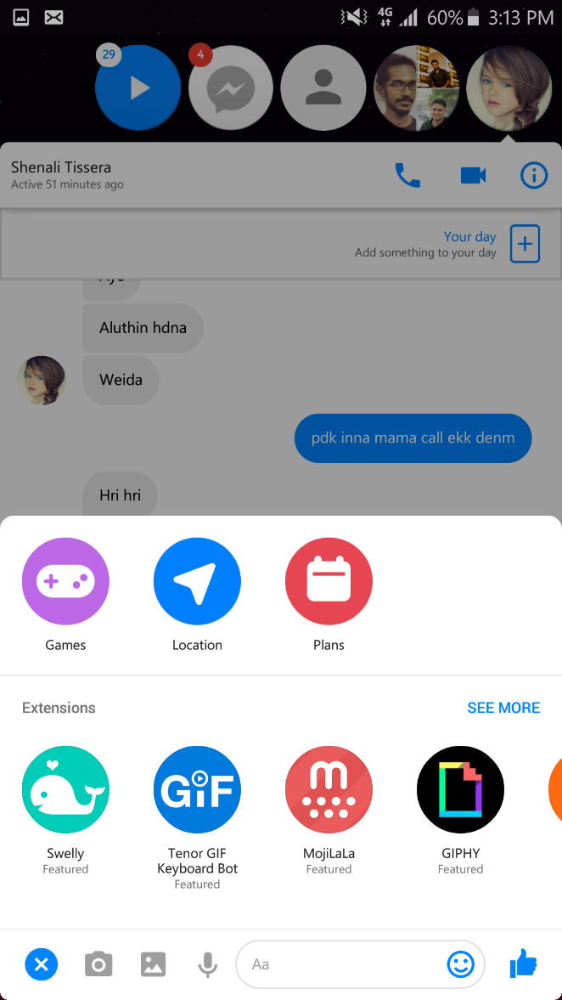 4G 60% 3:13 PM
29
4
Shenali Tissera
Active 51 minutes ago
Your day
Add something to your day
Aluthin hdna
Weida
pdk inna mama call ekk denm
Hri hri
Games
Location
Plans
Extensions
SEE MORE
GIF
m
Swelly
Featured
Tenor GIF
Keyboard Bot
Featured
MojiLaLa
Featured
GIPHY
Featured
Aa